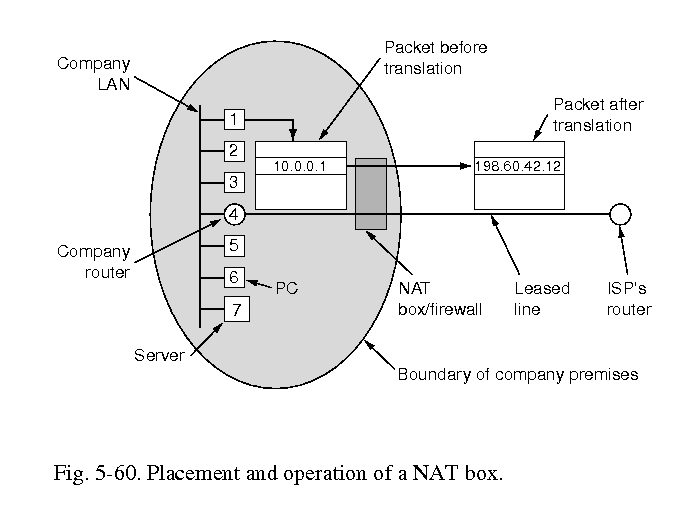 Packet before
translation
Company
LAN
Packet after
translation
1
2
3
4
5
6
7
10.0.0.1
198.60.42.12
Company
router
PC
Server
NAT
box/firewall
Leased
line
ISP's
router
Boundary of company premises
Fig. 5-60. Placement and operation of a NAT box.